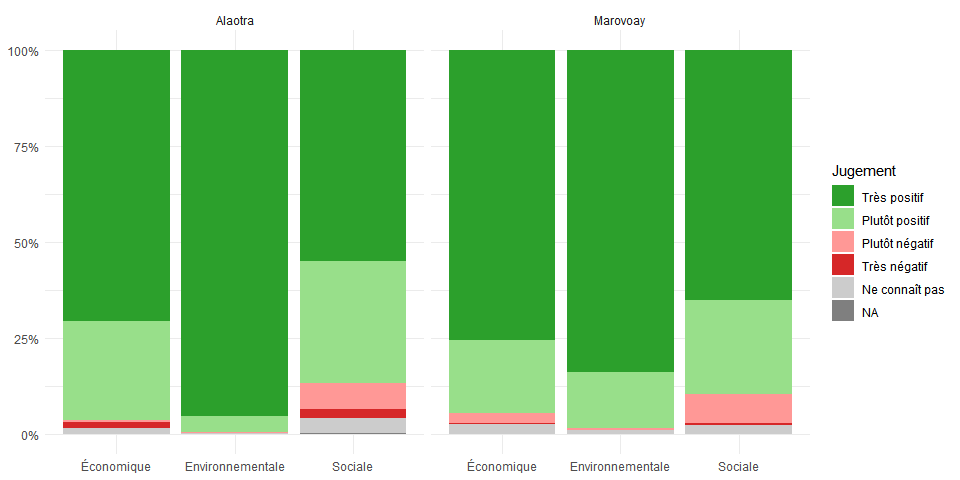 Alaotra
Marovoay
100%
75%
50%
25%
0%
Économique
Environnementale
Sociale
Économique
Environnementale
Sociale
Jugement
Très positif
Plutôt positif
Plutôt négatif
Très négatif
Ne connaît pas
NA